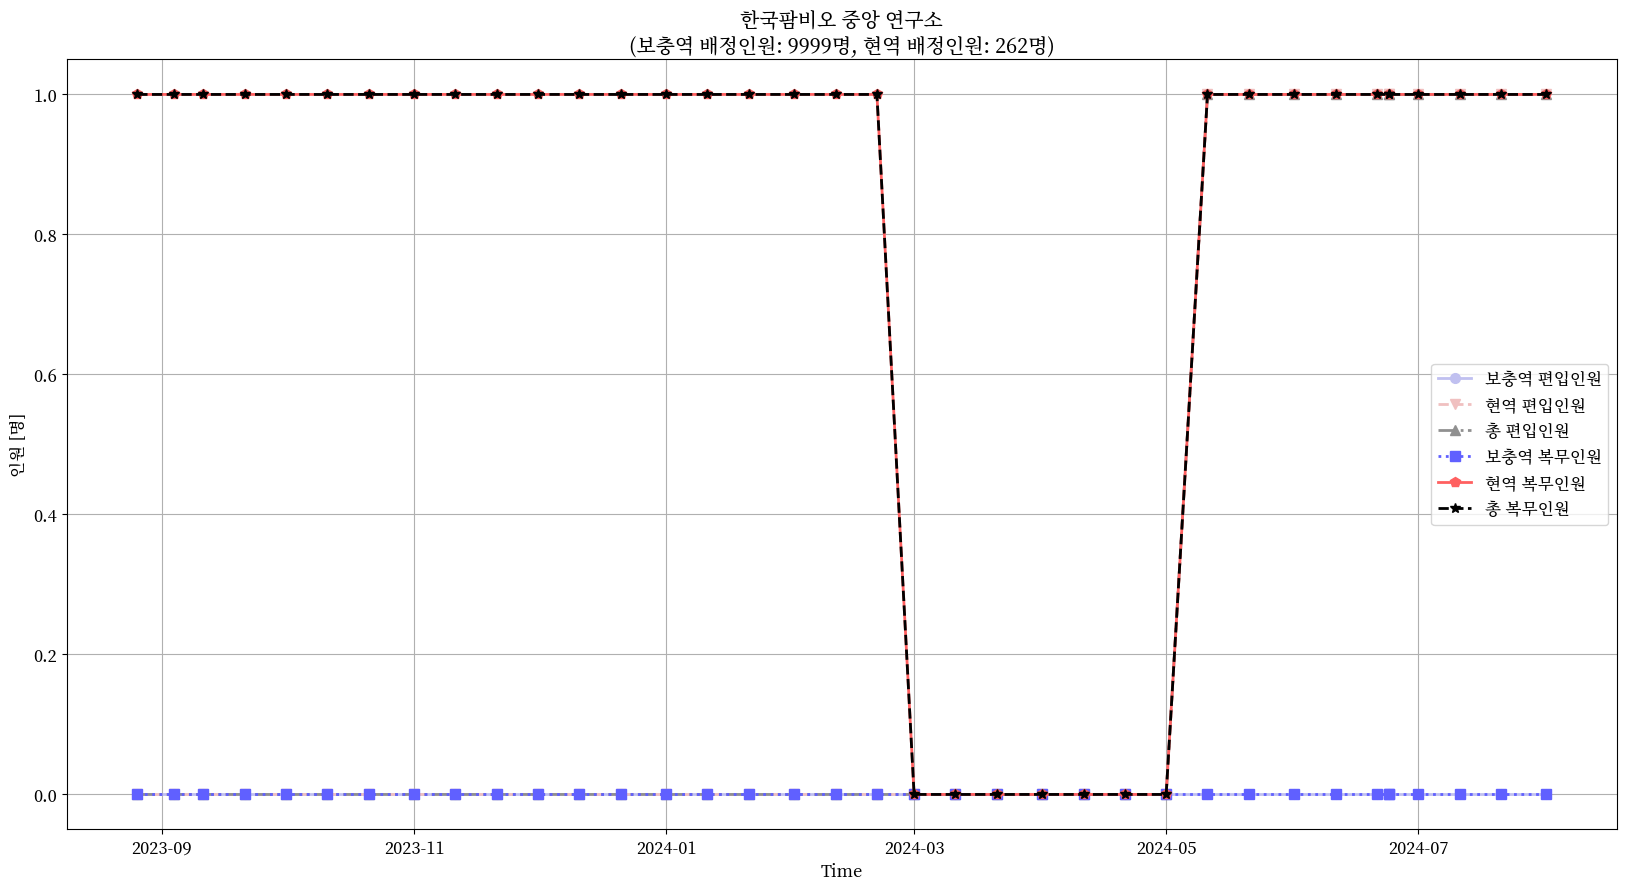 한국팜비오 중앙 연구소
(보충역 배정인원: 9999명, 현역 배정인원: 262명)
인원 [명]
1.0
0.8
0.6
0.4
0.2
0.0
보충역 편입인원
현역 편입인원
총 편입인원
보충역 복무인원
현역 복무인원
총 복무인원
2023-09
2023-11
2024-01
2024-03
2024-05
2024-07
Time